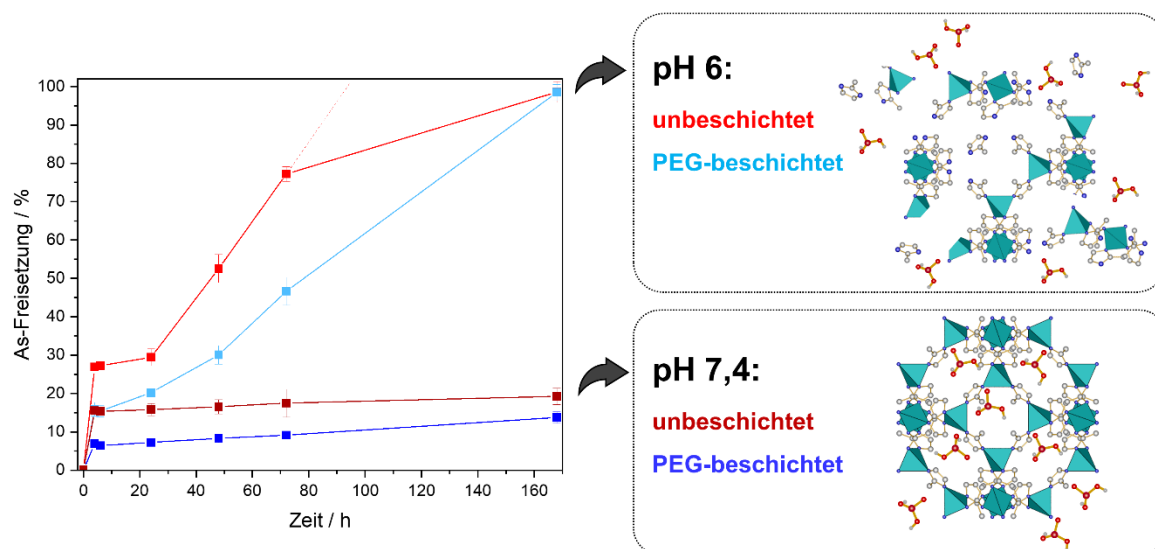 As-Freisetzung / %
100
90
80
70
60
50
40
30
20
10
0
0 20 40 60 80 100 120 140 160
Zeit / h
pH 6:
unbeschichtet
PEG-beschichtet
pH 7,4:
unbeschichtet
PEG-beschichtet